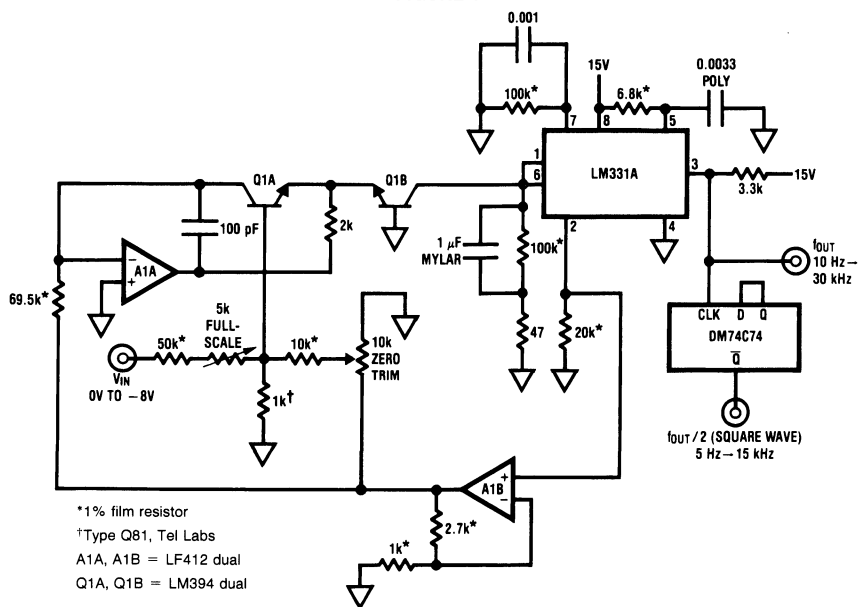 0.001
100k*
15V
6.8k*
0.0033
POLY
7
8
5
1
6
LM331A
3
2
4
3.3k
15V
Q1A
Q1B
100 pF
2k
−
A1A
+
1 µF
MYLAR
100k*
47
20k*
fOUT
10 Hz→
30 kHz
CLK D Q
DM74C74
Q̅
fOUT/2 (SQUARE WAVE)
5 Hz→15 kHz
69.5k*
5k
FULL-
SCALE
50k*
10k*
10k
ZERO
TRIM
VIN
0V TO −8V
1k†
A1B
+
−
2.7k*
1k*
*1% film resistor
†Type Q81, Tel Labs
A1A, A1B = LF412 dual
Q1A, Q1B = LM394 dual